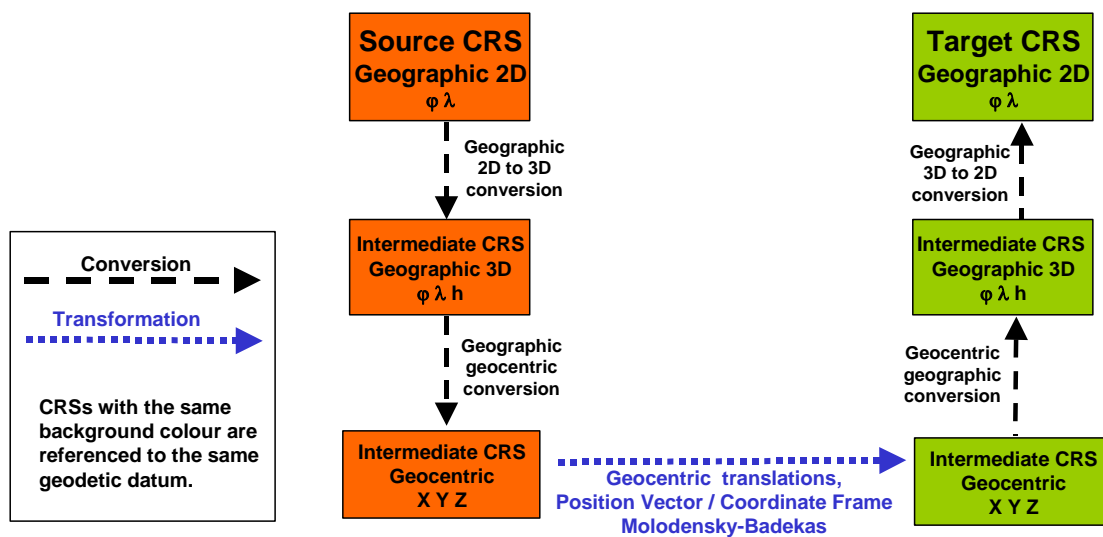 Conversion
Transformation
CRSs with the same
background colour are
referenced to the same
geodetic datum.
Source CRS
Geographic 2D
φ λ
Geographic
2D to 3D
conversion
Intermediate CRS
Geographic 3D
φ λ h
Geographic
geocentric
conversion
Intermediate CRS
Geocentric
X Y Z
Geocentric translations,
Position Vector / Coordinate Frame
Molodensky-Badekas
Target CRS
Geographic 2D
φ λ
Geographic
3D to 2D
conversion
Intermediate CRS
Geographic 3D
φ λ h
Geocentric
geographic
conversion
Intermediate CRS
Geocentric
X Y Z